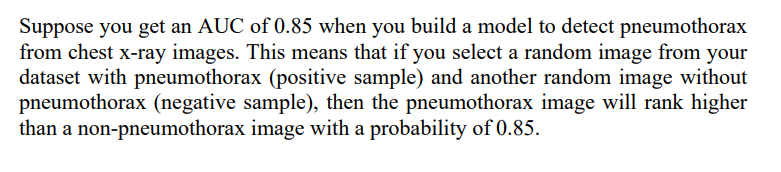 Suppose you get an AUC of 0.85 when you build a model to detect pneumothorax
from chest x-ray images. This means that if you select a random image from your
dataset with pneumothorax (positive sample) and another random image without
pneumothorax (negative sample), then the pneumothorax image will rank higher
than a non-pneumothorax image with a probability of 0.85.